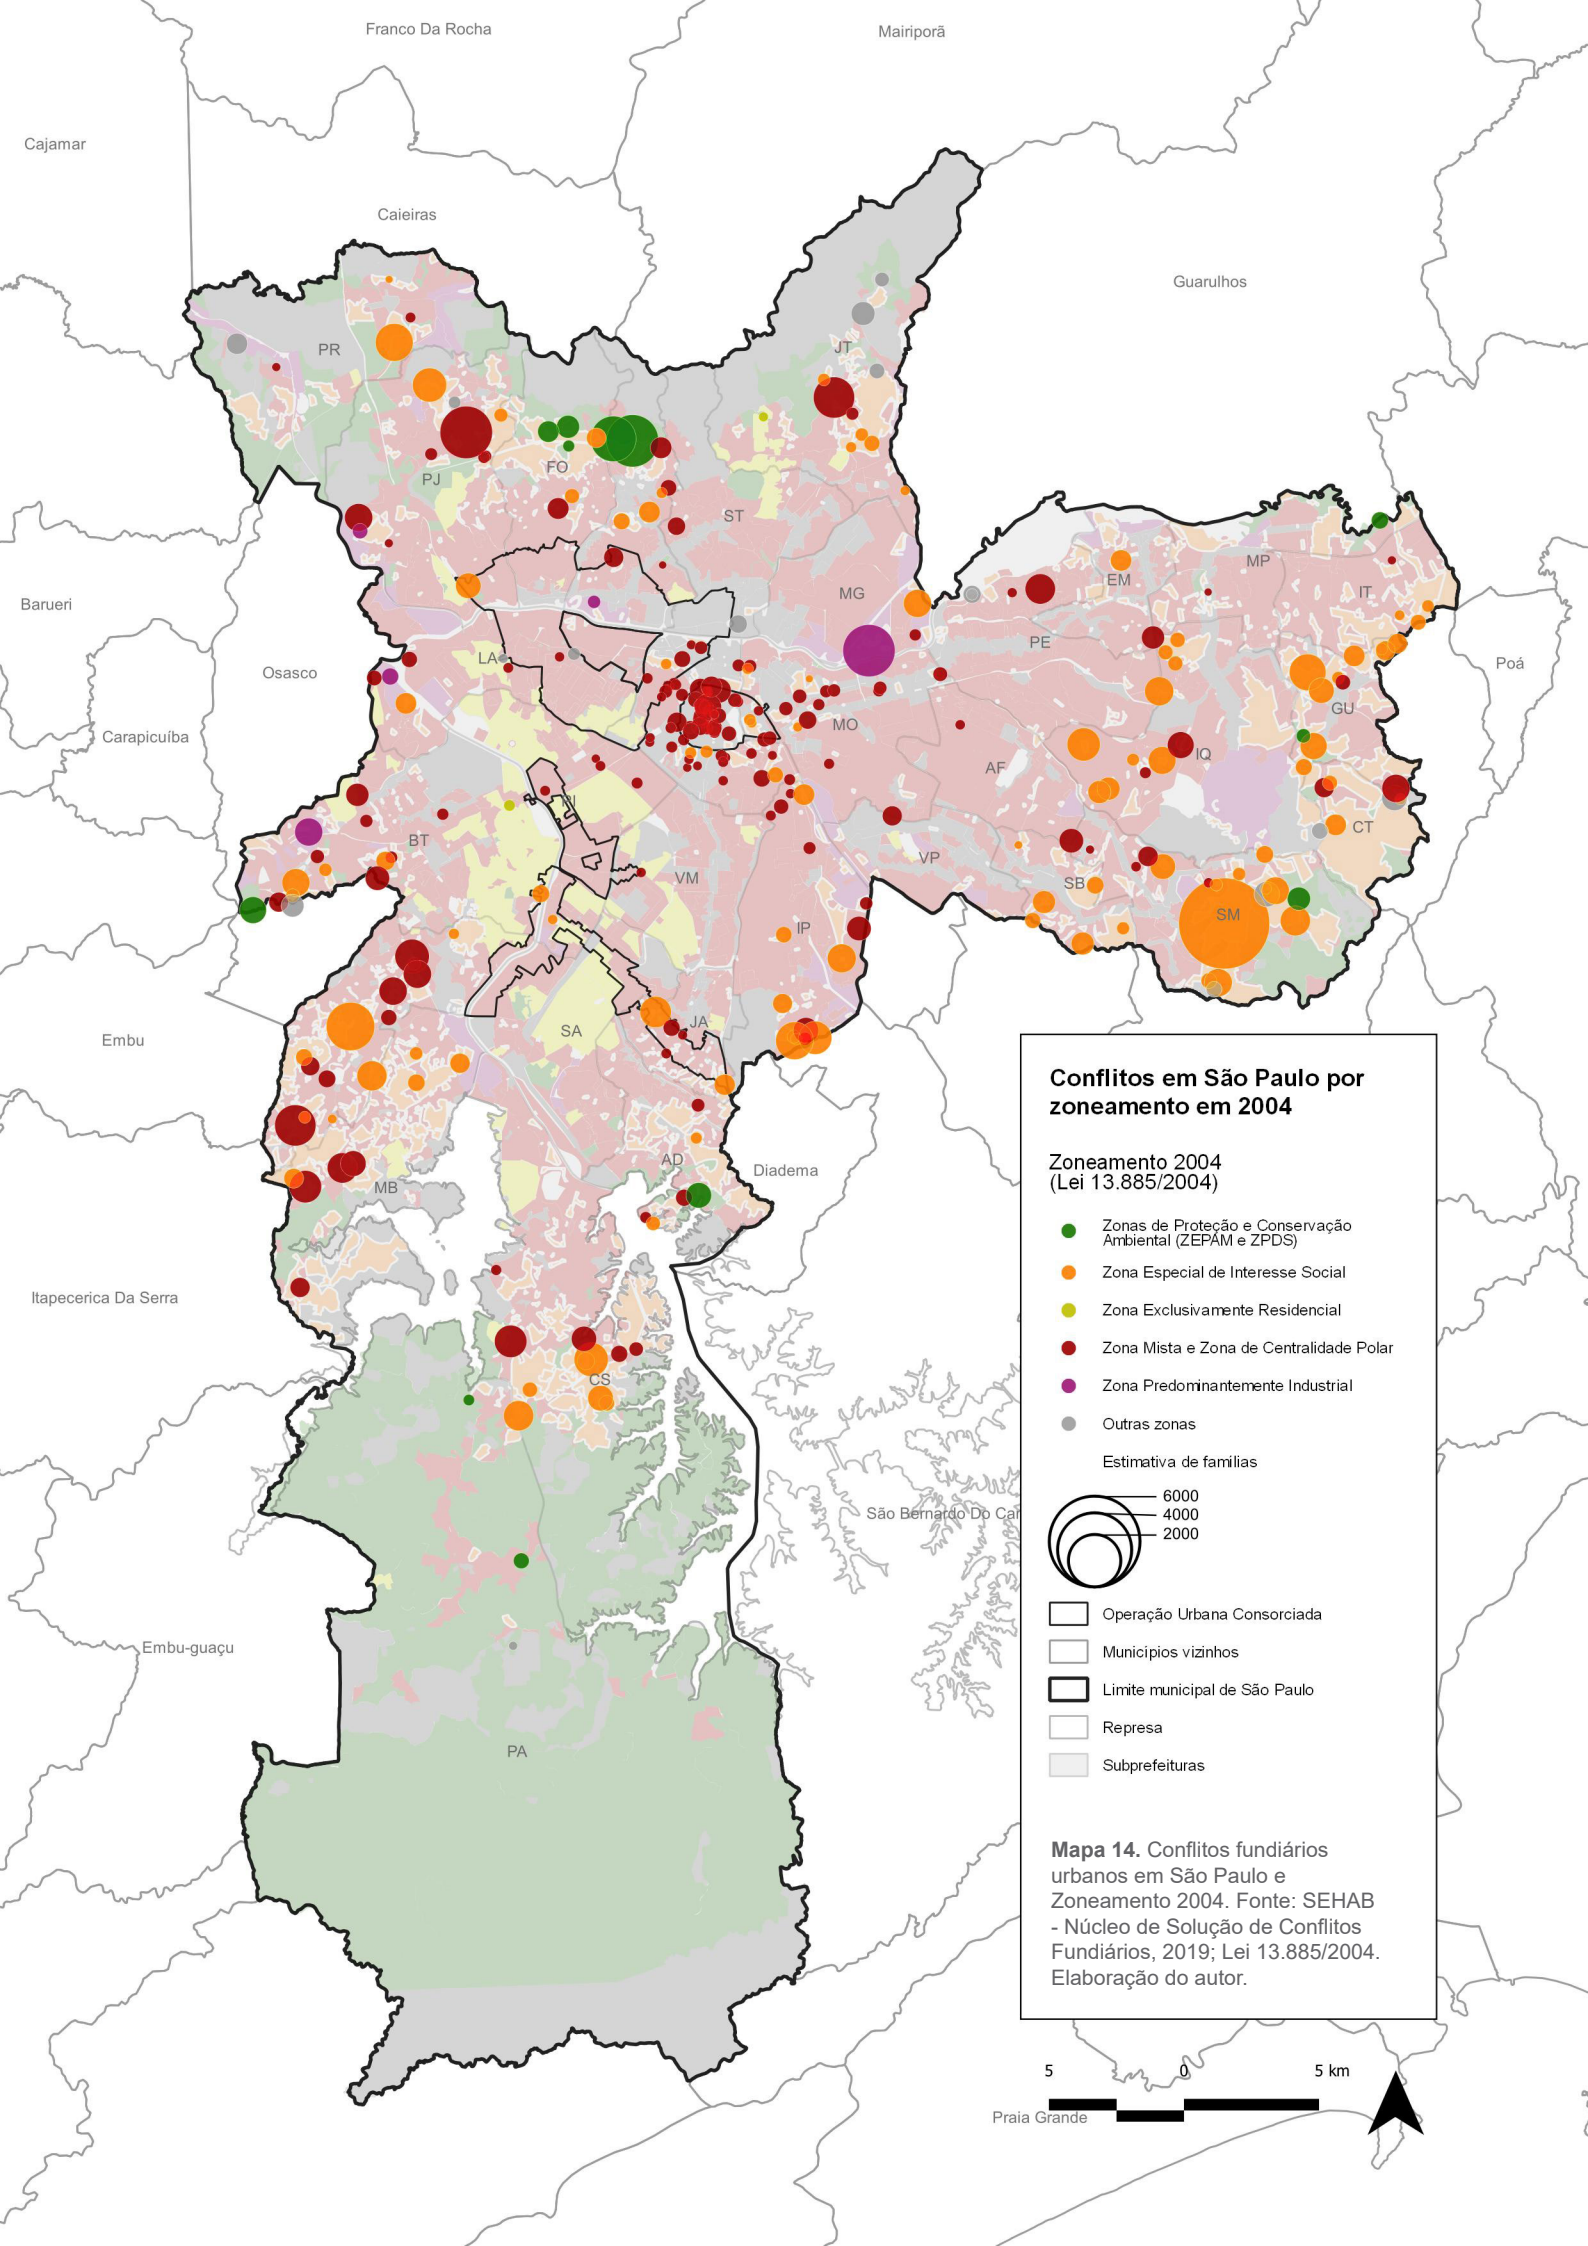 Franco Da Rocha
Mairiporã
Cajamar
Caieiras
Guarulhos
PR
JT
FO
PJ
ST
MP
EM
IT
MG
Barueri
PE
LA
Osasco
Poá
GU
Carapicuíba
MO
IQ
AF
PI
CT
BT
VP
VM
SB
SM
IP
JA
SA
Embu
AD
Diadema
MB
Itapecerica Da Serra
CS
São Bernardo Do Car
Embu-guaçu
PA
Conflitos em São Paulo por
zoneamento em 2004
Zoneamento 2004
(Lei 13.885/2004)
Zonas de Proteção e Conservação
Ambiental (ZEPAM e ZPDS)
Zona Especial de Interesse Social
Zona Exclusivamente Residencial
Zona Mista e Zona de Centralidade Polar
Zona Predominantemente Industrial
Outras zonas
Estimativa de famílias
6000
4000
2000
Operação Urbana Consorciada
Municípios vizinhos
Limite municipal de São Paulo
Represa
Subprefeituras
Mapa 14. Conflitos fundiários
urbanos em São Paulo e
Zoneamento 2004. Fonte: SEHAB
- Núcleo de Solução de Conflitos
Fundiários, 2019; Lei 13.885/2004.
Elaboração do autor.
5 0 5 km
Praia Grande